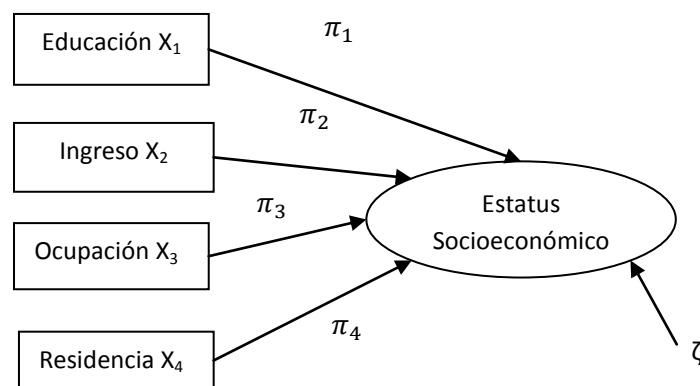 Educación X₁
π₁
π₂
Ingreso X₂
π₃
Estatus
Socioeconómico
Ocupación X₃
π₄
Residencia X₄
ζ